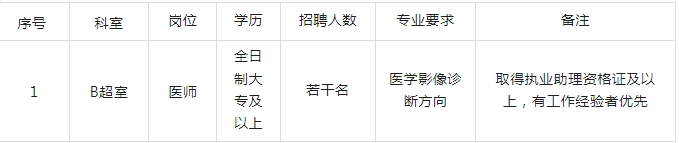 序号 科室 岗位 学历 招聘人数 专业要求 备注
1 B超室 医师 全日制大专及以上 若干名 医学影像诊断方向 取得执业助理资格证及以上，有工作经验者优先